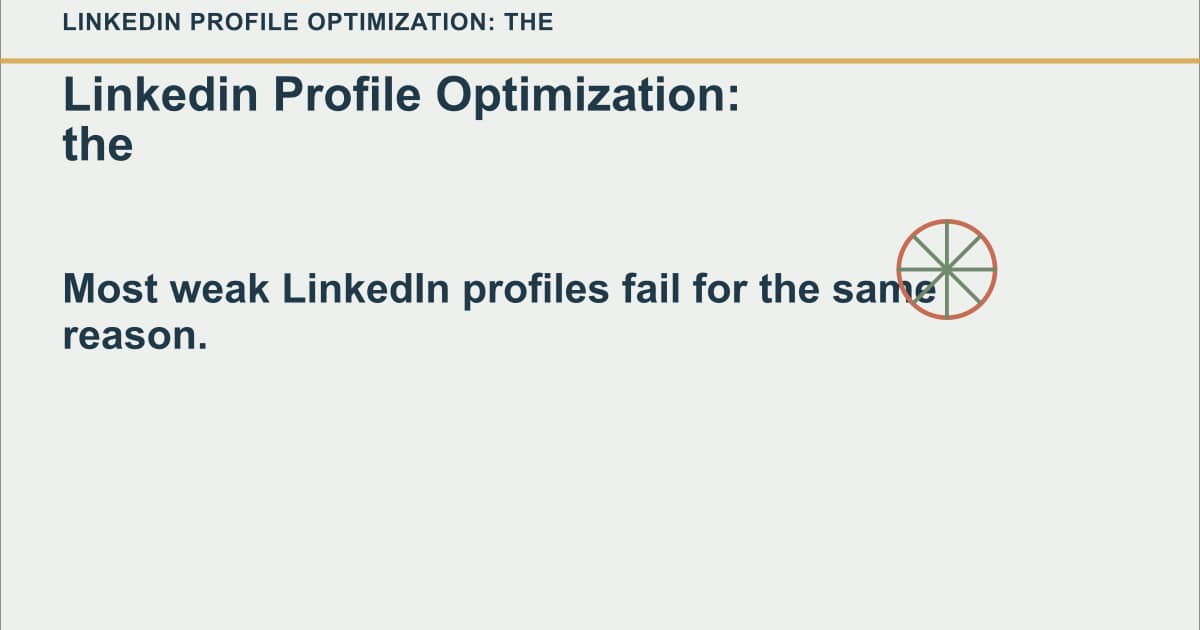 LINKEDIN PROFILE OPTIMIZATION: THE
Linkedin Profile Optimization:
the
Most weak LinkedIn profiles fail for the same
reason.